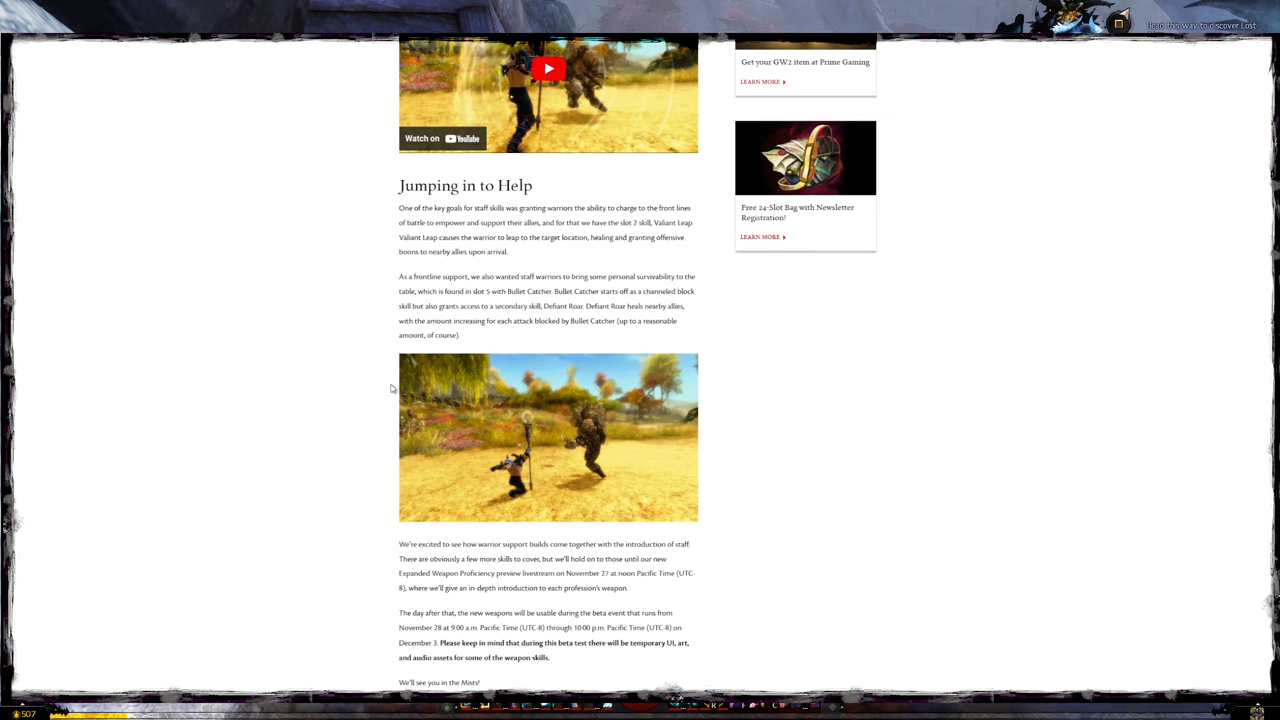 Head this way to discover Lost
Get your GW2 item at Prime Gaming
LEARN MORE
Watch on YouTube
Free 24-Slot Bag with Newsletter
Registration!
LEARN MORE
Jumping in to Help
One of the key goals for staff skills was granting warriors the ability to charge to the front lines
of battle to empower and support their allies, and for that we have the slot 2 skill, Valiant Leap.
Valiant Leap causes the warrior to leap to the target location, healing and granting offensive
boons to nearby allies upon arrival.
As a frontline support, we also wanted staff warriors to bring some personal survivability to the
table, which is found in slot 5 with Bullet Catcher. Bullet Catcher starts off as a channeled block
skill but also grants access to a secondary skill, Defiant Roar. Defiant Roar heals nearby allies,
with the amount increasing for each attack blocked by Bullet Catcher (up to a reasonable
amount, of course).
We're excited to see how warrior support builds come together with the introduction of staff.
There are obviously a few more skills to cover, but we'll hold on to those until our new
Expanded Weapon Proficiency preview livestream on November 27 at noon Pacific Time (UTC-
8), where we'll give an in-depth introduction to each profession's weapon.
The day after that, the new weapons will be usable during the beta event that runs from
November 28 at 9:00 a.m. Pacific Time (UTC-8) through 10:00 p.m. Pacific Time (UTC-8) on
December 3. Please keep in mind that during this beta test there will be temporary UI, art,
and audio assets for some of the weapon skills.
We'll see you in the Mists!
507